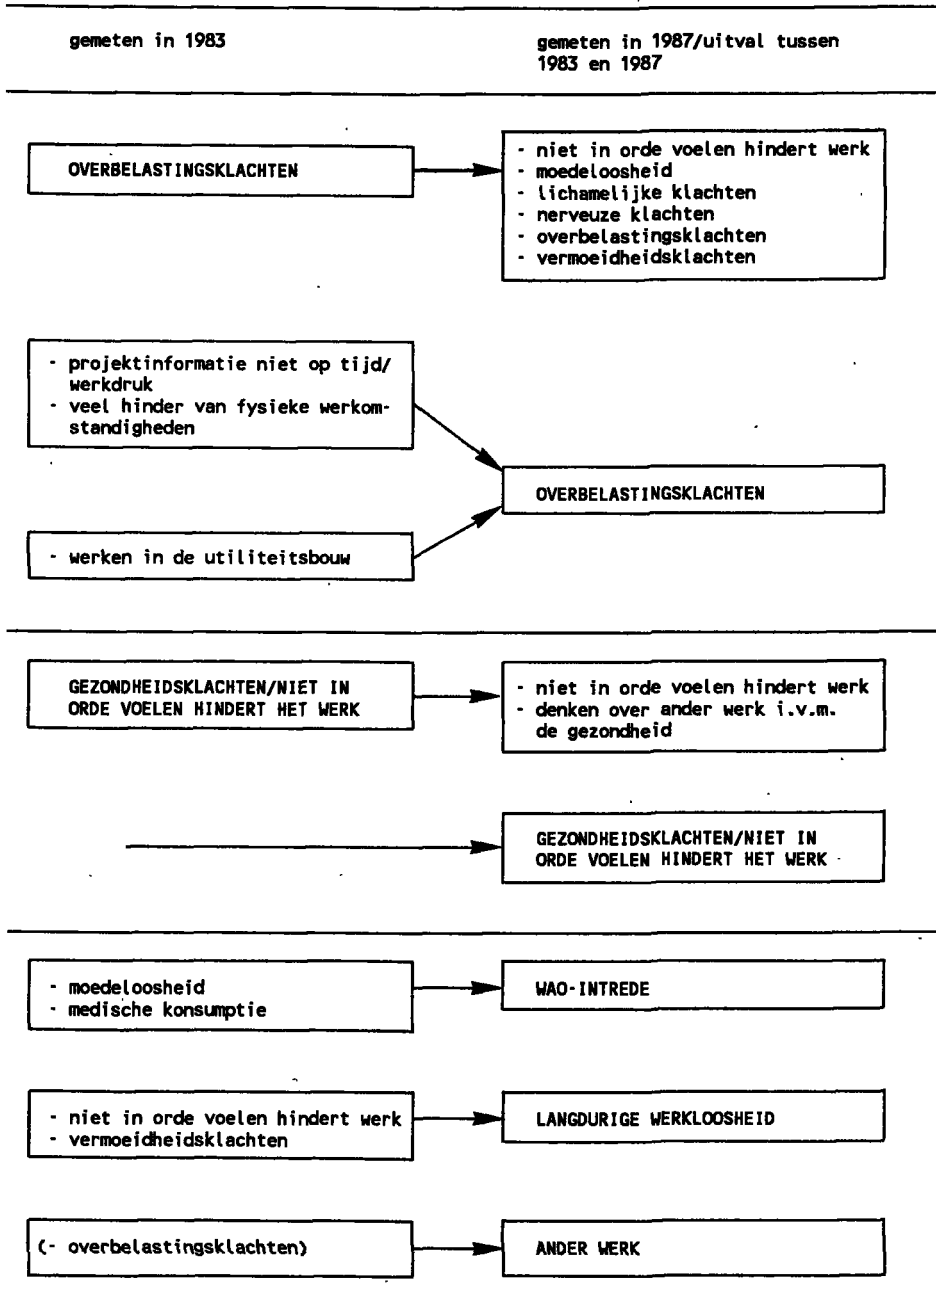 gemeten in 1983
gemeten in 1987/uitval tussen
1983 en 1987
OVERBELASTINGSKLACHTEN
- niet in orde voelen hindert werk
- moedeloosheid
- lichamelijke klachten
- nerveuze klachten
- overbelastingsklachten
- vermoeidheidsklachten
- projektinformatie niet op tijd/
werkdruk
- veel hinder van fysieke werkom-
standigheden
OVERBELASTINGSKLACHTEN
- werken in de utiliteitsbouw
GEZONDHEIDSKLACHTEN/NIET IN
ORDE VOELEN HINDERT HET WERK
- niet in orde voelen hindert werk
- denken over ander werk i.v.m.
de gezondheid
GEZONDHEIDSKLACHTEN/NIET IN
ORDE VOELEN HINDERT HET WERK
- moedeloosheid
- medische konsumptie
WAO-INTREDE
- niet in orde voelen hindert werk
- vermoeidheidsklachten
LANGDURIGE WERKLOOSHEID
(- overbelastingsklachten)
ANDER WERK